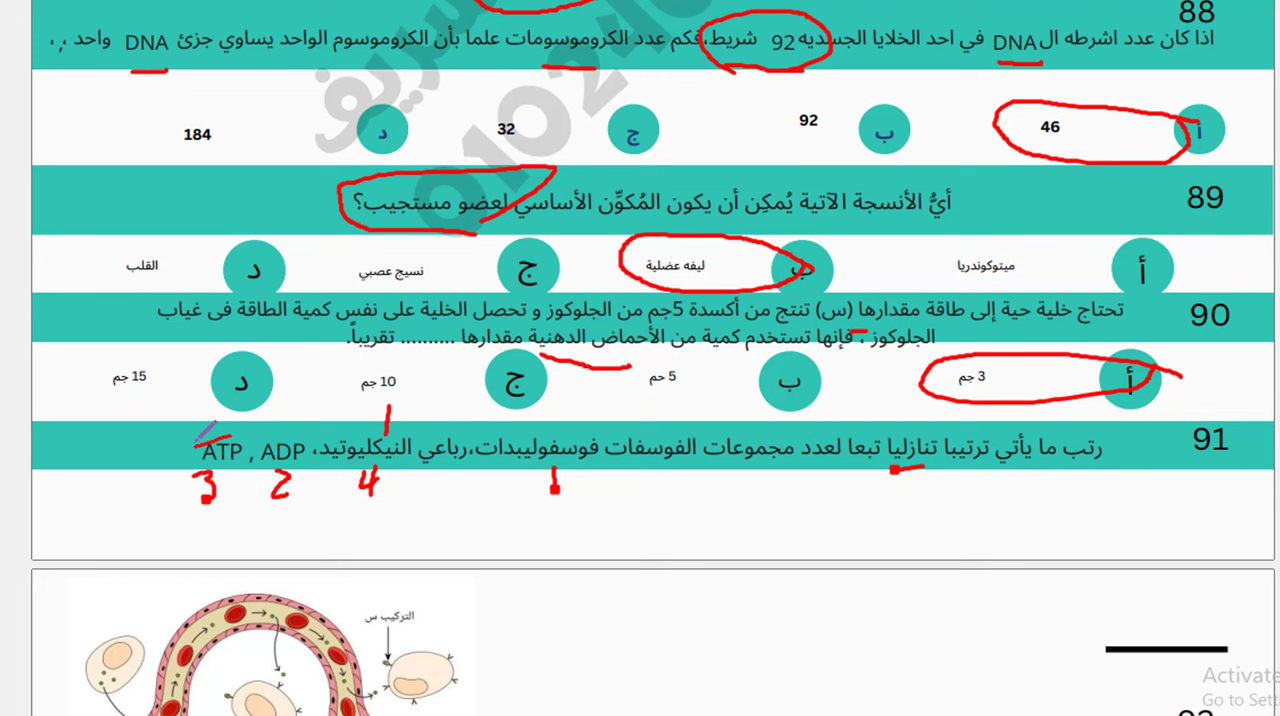 88
اذا كان عدد اشرطه ال DNA في احد الخلايا الجسديه 92 شريط، فكم عدد الكروموسومات علما بأن الكروموسوم الواحد يساوي جزئ DNA واحد ، ،
أ 46 ب 92 ج 32 د 184
89
أيُّ الأنسجة الآتية يُمكِن أن يكون المُكوِّن الأساسي لعضو مستجيب؟
أ ميتوكوندريا ب ليفه عضلية ج نسيج عصبي د القلب
90
تحتاج خلية حية إلى طاقة مقدارها (س) تنتج من أكسدة 5جم من الجلوكوز و تحصل الخلية على نفس كمية الطاقة فى غياب
الجلوكوز ، فإنها تستخدم كمية من الأحماض الدهنية مقدارها .......... تقريباً.
أ 3 جم ب 5 حم ج 10 جم د 15 جم
91
رتب ما يأتي ترتيبا تنازليا تبعا لعدد مجموعات الفوسفات فوسفوليبدات،رباعي النيكليوتيد، ATP , ADP
1 4 2 3
التركيب س
Activate
Go to Sett